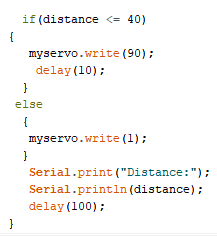 if(distance <= 40)
{
myservo.write(90);
delay(10);
}
else
{
myservo.write(1);
}
Serial.print("Distance:");
Serial.println(distance);
delay(100);
}